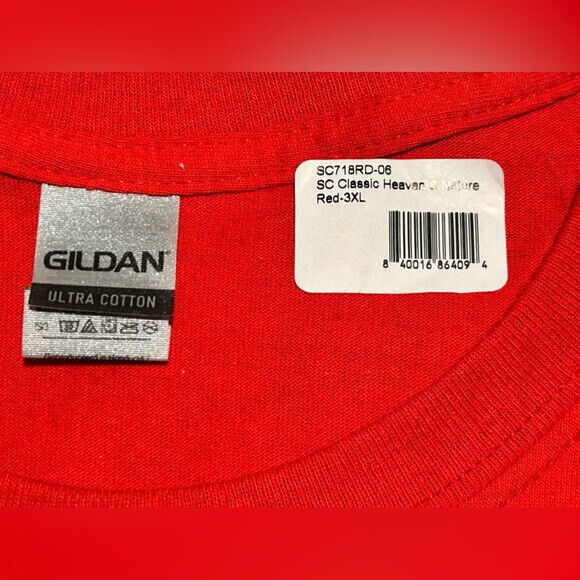 GILDAN
ULTRA COTTON
SC718RD-06
SC Classic Heaven & Nature
Red-3XL
8 40016 86409 4